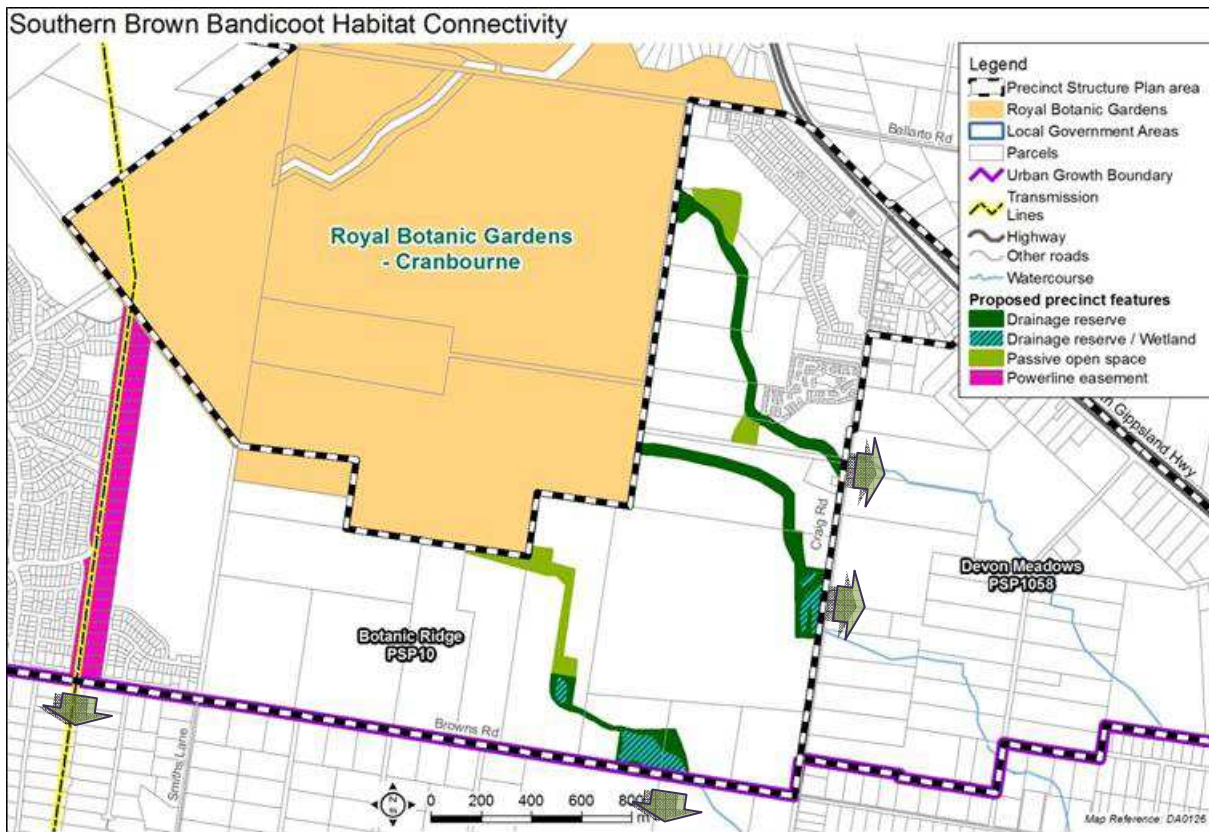 Southern Brown Bandicoot Habitat Connectivity
Legend
Precinct Structure Plan area
Royal Botanic Gardens
Local Government Areas
Parcels
Urban Growth Boundary
Transmission
Lines
Highway
Other roads
Watercourse
Proposed precinct features
Drainage reserve
Drainage reserve / Wetland
Passive open space
Powerline easement
Ballarto Rd
Royal Botanic Gardens
- Cranbourne
Gippsland Hwy
Craig Rd
Devon Meadows
PSP1058
Botanic Ridge
PSP10
Browns Rd
Smiths Lane
0 200 400 600 800
m
Map Reference: DA0126